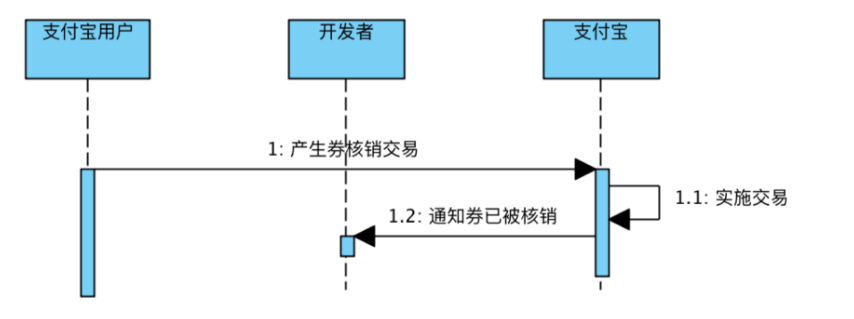 支付宝用户
开发者
支付宝
1: 产生券核销交易
1.1: 实施交易
1.2: 通知券已被核销